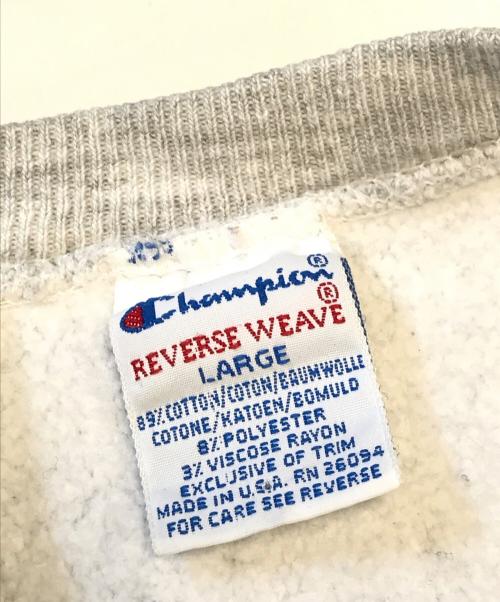 Champion®
REVERSE WEAVE®
LARGE
89% COTTON/COTON/BAUMWOLLE
COTONE/KATOEN/BOMULD
8% POLYESTER
3% VISCOSE RAYON
EXCLUSIVE OF TRIM
MADE IN U.S.A. RN 26094
FOR CARE SEE REVERSE